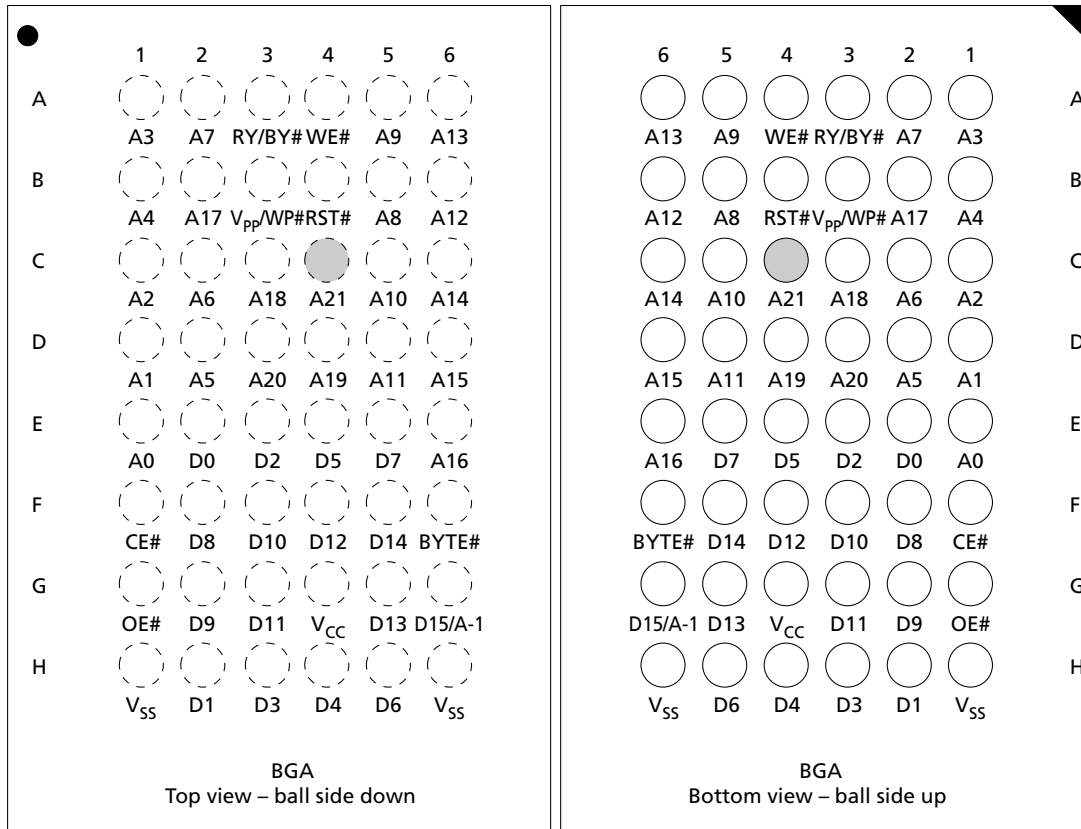 1 2 3 4 5 6
A
A3 A7 RY/BY# WE# A9 A13
B
A4 A17 VPP/WP# RST# A8 A12
C
A2 A6 A18 A21 A10 A14
D
A1 A5 A20 A19 A11 A15
E
A0 D0 D2 D5 D7 A16
F
CE# D8 D10 D12 D14 BYTE#
G
OE# D9 D11 VCC D13 D15/A-1
H
VSS D1 D3 D4 D6 VSS
BGA
Top view – ball side down
6 5 4 3 2 1
A
A13 A9 WE# RY/BY# A7 A3
B
A12 A8 RST# VPP/WP# A17 A4
C
A14 A10 A21 A18 A6 A2
D
A15 A11 A19 A20 A5 A1
E
A16 D7 D5 D2 D0 A0
F
BYTE# D14 D12 D10 D8 CE#
G
D15/A-1 D13 VCC D11 D9 OE#
H
VSS D6 D4 D3 D1 VSS
BGA
Bottom view – ball side up